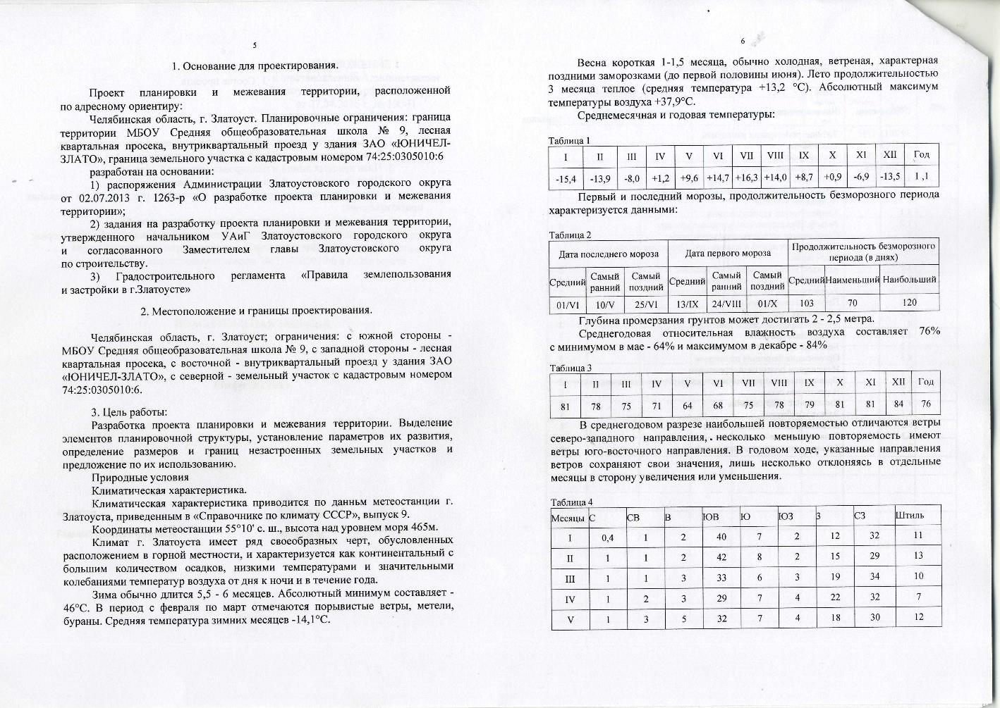 5
1. Основание для проектирования.
Проект планировки и межевания территории, расположенной
по адресному ориентиру:
Челябинская область, г. Златоуст. Планировочные ограничения: граница
территории МБОУ Средняя общеобразовательная школа № 9, лесная
квартальная просека, внутриквартальный проезд у здания ЗАО «ЮНИЧЕЛ-
ЗЛАТО», граница земельного участка с кадастровым номером 74:25:0305010:6
разработан на основании:
1) распоряжения Администрации Златоустовского городского округа
от 02.07.2013 г. 1263-р «О разработке проекта планировки и межевания
территории»;
2) задания на разработку проекта планировки и межевания территории,
утвержденного начальником УАиГ Златоустовского городского округа
и согласованного Заместителем главы Златоустовского округа
по строительству.
3) Градостроительного регламента «Правила землепользования
и застройки в г.Златоусте»
2. Местоположение и границы проектирования.
Челябинская область, г. Златоуст; ограничения: с южной стороны -
МБОУ Средняя общеобразовательная школа № 9, с западной стороны - лесная
квартальная просека, с восточной - внутриквартальный проезд у здания ЗАО
«ЮНИЧЕЛ-ЗЛАТО», с северной - земельный участок с кадастровым номером
74:25:0305010:6.
3. Цель работы:
Разработка проекта планировки и межевания территории. Выделение
элементов планировочной структуры, установление параметров их развития,
определение размеров и границ незастроенных земельных участков и
предложение по их использованию.
Природные условия
Климатическая характеристика.
Климатическая характеристика приводится по данньм метеостанции г.
Златоуста, приведенным в «Справочнике по климату СССР», выпуск 9.
Координаты метеостанции 55°10' с. ш., высота над уровнем моря 465м.
Климат г. Златоуста имеет ряд своеобразных черт, обусловленных
расположением в горной местности, и характеризуется как континентальный с
большим количеством осадков, низкими температурами и значительными
колебаниями температур воздуха от дня к ночи и в течение года.
Зима обычно длится 5,5 - 6 месяцев. Абсолютный минимум составляет -
46°С. В период с февраля по март отмечаются порывистые ветры, метели,
бураны. Средняя температура зимних месяцев -14,1°С.
6
Весна короткая 1-1,5 месяца, обычно холодная, ветреная, характерная
поздними заморозками (до первой половины июня). Лето продолжительностью
3 месяца теплое (средняя температура +13,2 °С). Абсолютный максимум
температуры воздуха +37,9°С.
Среднемесячная и годовая температуры:
Таблица 1
I II III IV V VI VII VIII IX X XI XII Год
-15,4 -13,9 -8,0 +1,2 +9,6 +14,7 +16,3 +14,0 +8,7 +0,9 -6,9 -13,5 1 ,1
Первый и последний морозы, продолжительность безморозного периода
характеризуется данными:
Таблица 2
Дата последнего мороза Дата первого мороза Продолжительность безморозного
периода (в днях)
Средний Самый ранний Самый поздний Средний Самый ранний Самый поздний Средний Наименьший Наибольший
01/VI 10/V 25/VI 13/IX 24/VIII 01/X 103 70 120
Глубина промерзания грунтов может достигать 2 - 2,5 метра.
Среднегодовая относительная влажность воздуха составляет 76%
с минимумом в мае - 64% и максимумом в декабре - 84%
Таблица 3
I II III IV V VI VII VIII IX X XI XII Год
81 78 75 71 64 68 75 78 79 81 81 84 76
В среднегодовом разрезе наибольшей повторяемостью отличаются ветры
северо-западного направления, несколько меньшую повторяемость имеют
ветры юго-восточного направления. В годовом ходе, указанные направления
ветров сохраняют свои значения, лишь несколько отклоняясь в отдельные
месяцы в сторону увеличения или уменьшения.
Таблица 4
Месяцы С СВ В ЮВ Ю ЮЗ З СЗ Штиль
I 0,4 1 2 40 7 2 12 32 11
II 1 1 2 42 8 2 15 29 13
III 1 1 3 33 6 3 19 34 10
IV 1 2 3 29 7 4 22 32 7
V 1 3 5 32 7 4 18 30 12